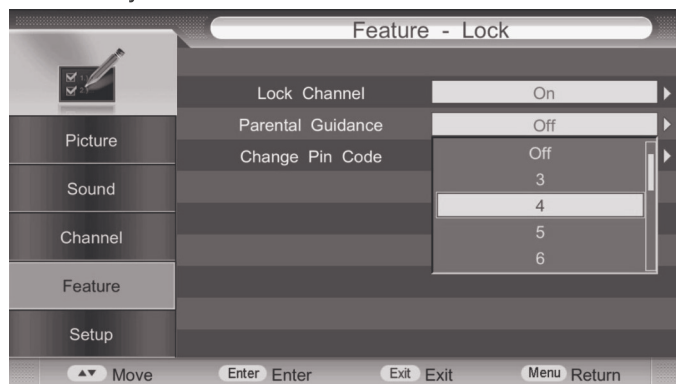 Feature - Lock
Lock Channel On
Parental Guidance Off
Change Pin Code
Off
3
4
5
6
Picture
Sound
Channel
Feature
Setup
Move Enter Enter Exit Exit Menu Return